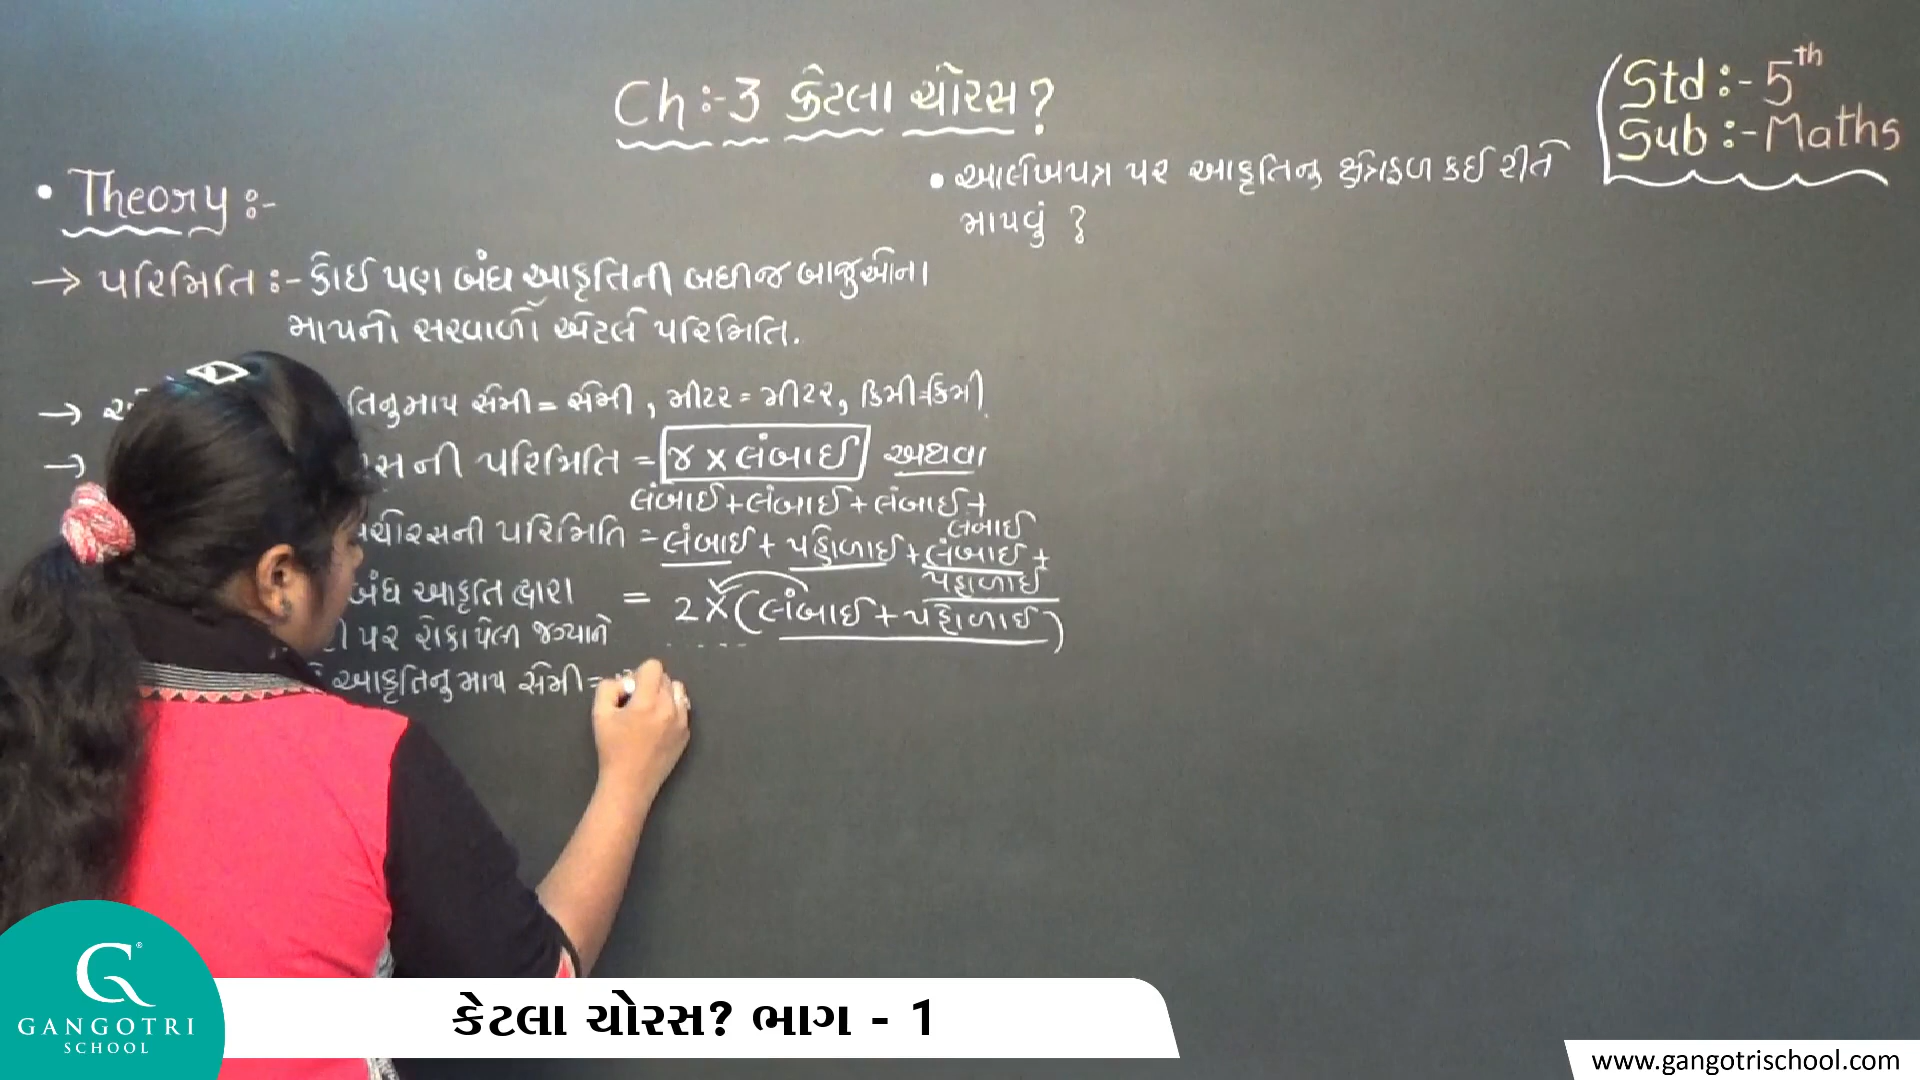 Ch :- 3 કેટલા ચોરસ?
Std :- 5th
Sub :- Maths
• Theory :-
→ પરિમિતિ :- કોઈ પણ બંધ આકૃતિની બધીજ બાજુઓના
માપનો સરવાળો એટલે પરિમિતિ.
→ તિનુ માપ સેમી = સેમી, મીટર = મીટર, કિમી = કિમી
→ સ ની પરિમિતિ = ૪ x લંબાઈ અથવા
લંબાઈ + લંબાઈ + લંબાઈ +
લંબાઈ
ચોરસની પરિમિતિ = લંબાઈ + પહોળાઈ + લંબાઈ +
પહોળાઈ
બંધ આકૃતિ દ્વારા = 2 x (લંબાઈ + પહોળાઈ)
પર રોકાયેલ જગ્યાને
આકૃતિનુ માપ સેમી =
• આલેખપત્ર પર આકૃતિનુ ક્ષેત્રફળ કઈ રીતે
માપવું ?
GANGOTRI
SCHOOL
કેટલા ચોરસ? ભાગ - 1
www.gangotrischool.com